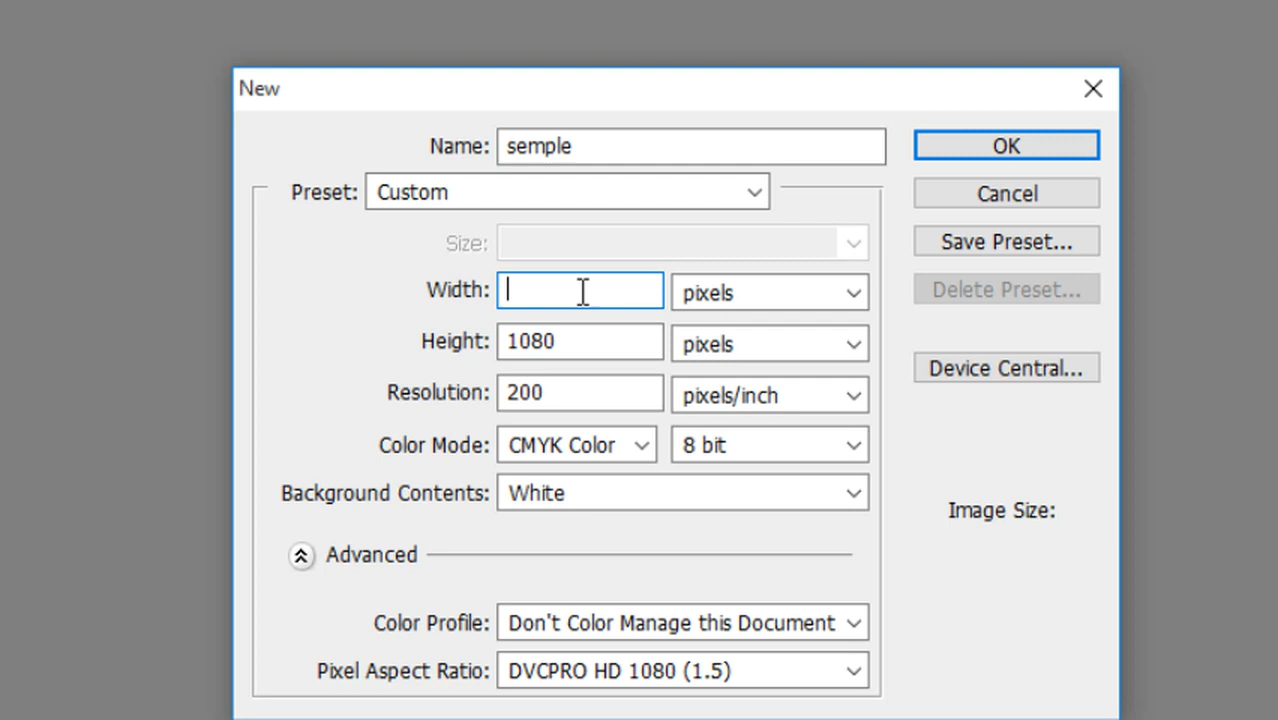 New
Name: semple
OK
Preset: Custom
Cancel
Size:
Save Preset...
Width: pixels
Delete Preset...
Height: 1080 pixels
Device Central...
Resolution: 200 pixels/inch
Color Mode: CMYK Color 8 bit
Background Contents: White
Image Size:
Advanced
Color Profile: Don't Color Manage this Document
Pixel Aspect Ratio: DVCPRO HD 1080 (1.5)